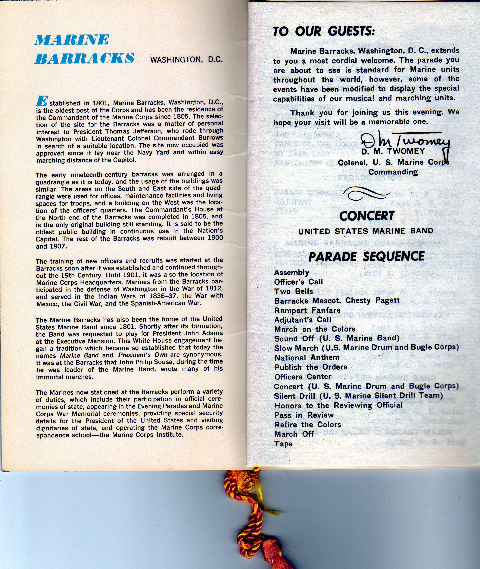 MARINE
BARRACKS WASHINGTON, D.C.
Established in 1801, Marine Barracks, Washington, D.C.,
is the oldest post of the Corps and has been the residence of
the Commandant of the Marine Corps since 1805. The selec-
tion of the site for the Barracks was a matter of personal
interest to President Thomas Jefferson, who rode through
Washington with Lieutenant Colonel Commandant Burrows
in search of a suitable location. The site now occupied was
approved since it lay near the Navy Yard and within easy
marching distance of the Capitol.
The early nineteenth-century barracks was arranged in a
quadrangle as it is today, and the usage of the buildings was
similar. The areas on the South and East side of the quad-
rangle were used for offices, maintenance facilities and living
spaces for troops, and a building on the West was the loca-
tion of the officers' quarters. The Commandant's House at
the North end of the Barracks was completed in 1805, and
is the only original building still standing. It is said to be the
oldest public building in continuous use in the Nation's
Capital. The rest of the Barracks was rebuilt between 1900
and 1907.
The training of new officers and recruits was started at the
Barracks soon after it was established and continued through-
out the 19th Century. Until 1901, it was also the location of
Marine Corps Headquarters. Marines from the Barracks par-
ticipated in the defense of Washington in the War of 1812,
and served in the Indian Wars of 1836-37, the War with
Mexico, the Civil War, and the Spanish-American War.
The Marine Barracks has also been the home of the United
States Marine Band since 1801. Shortly after its formation,
the Band was requested to play for President John Adams
at the Executive Mansion. This White House engagement be-
gan a tradition which became so established that today the
names Marine Band and President's Own are synonymous.
It was at the Barracks that John Philip Sousa, during the time
he was leader of the Marine Band, wrote many of his
immortal marches.
The Marines now stationed at the Barracks perform a variety
of duties, which include their participation in official cere-
monies of state, appearing in the Evening Parades and Marine
Corps War Memorial ceremonies, providing special security
details for the President of the United States and visiting
dignitaries of state, and operating the Marine Corps corre-
spondence school—the Marine Corps Institute.
TO OUR GUESTS:
Marine Barracks, Washington, D. C., extends
to you a most cordial welcome. The parade you
are about to see is standard for Marine units
throughout the world, however, some of the
events have been modified to display the special
capabilities of our musical and marching units.
Thank you for joining us this evening. We
hope your visit will be a memorable one.
D M Twomey
D. M. TWOMEY
Colonel, U. S. Marine Corps
Commanding
CONCERT
UNITED STATES MARINE BAND
PARADE SEQUENCE
Assembly
Officer's Call
Two Bells
Barracks Mascot, Chesty Pagett
Rampart Fanfare
Adjutant's Call
March on the Colors
Sound Off (U. S. Marine Band)
Slow March (U.S. Marine Drum and Bugle Corps)
National Anthem
Publish the Orders
Officers Center
Concert (U. S. Marine Drum and Bugle Corps)
Silent Drill (U. S. Marine Silent Drill Team)
Honors to the Reviewing Official
Pass in Review
Retire the Colors
March Off
Taps